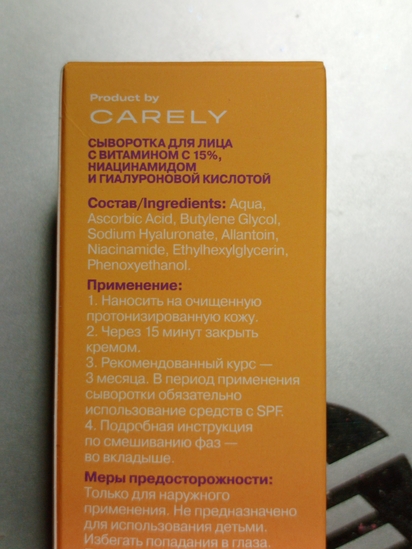 Product by
CARELY
СЫВОРОТКА ДЛЯ ЛИЦА
С ВИТАМИНОМ С 15%,
НИАЦИНАМИДОМ
И ГИАЛУРОНОВОЙ КИСЛОТОЙ
Состав/Ingredients: Aqua,
Ascorbic Acid, Butylene Glycol,
Sodium Hyaluronate, Allantoin,
Niacinamide, Ethylhexylglycerin,
Phenoxyethanol.
Применение:
1. Наносить на очищенную
протонизированную кожу.
2. Через 15 минут закрыть
кремом.
3. Рекомендованный курс —
3 месяца. В период применения
сыворотки обязательно
использование средств с SPF.
4. Подробная инструкция
по смешиванию фаз —
во вкладыше.
Меры предосторожности:
Только для наружного
применения. Не предназначено
для использования детьми.
Избегать попадания в глаза.